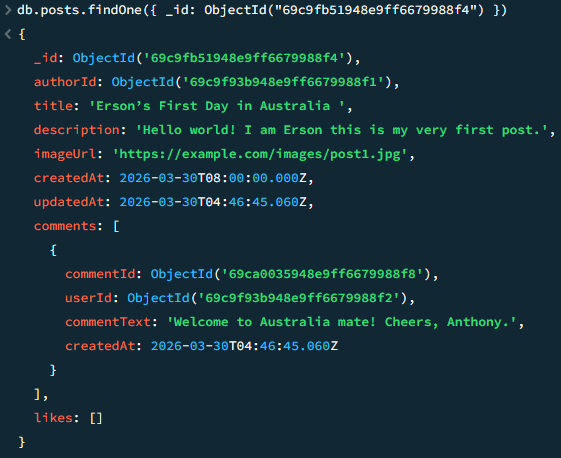 > db.posts.findOne({ _id: ObjectId("69c9fb51948e9ff6679988f4") })
< {
_id: ObjectId('69c9fb51948e9ff6679988f4'),
authorId: ObjectId('69c9f93b948e9ff6679988f1'),
title: 'Erson’s First Day in Australia ',
description: 'Hello world! I am Erson this is my very first post.',
imageUrl: 'https://example.com/images/post1.jpg',
createdAt: 2026-03-30T08:00:00.000Z,
updatedAt: 2026-03-30T04:46:45.060Z,
comments: [
{
commentId: ObjectId('69ca0035948e9ff6679988f8'),
userId: ObjectId('69c9f93b948e9ff6679988f2'),
commentText: 'Welcome to Australia mate! Cheers, Anthony.',
createdAt: 2026-03-30T04:46:45.060Z
}
],
likes: []
}